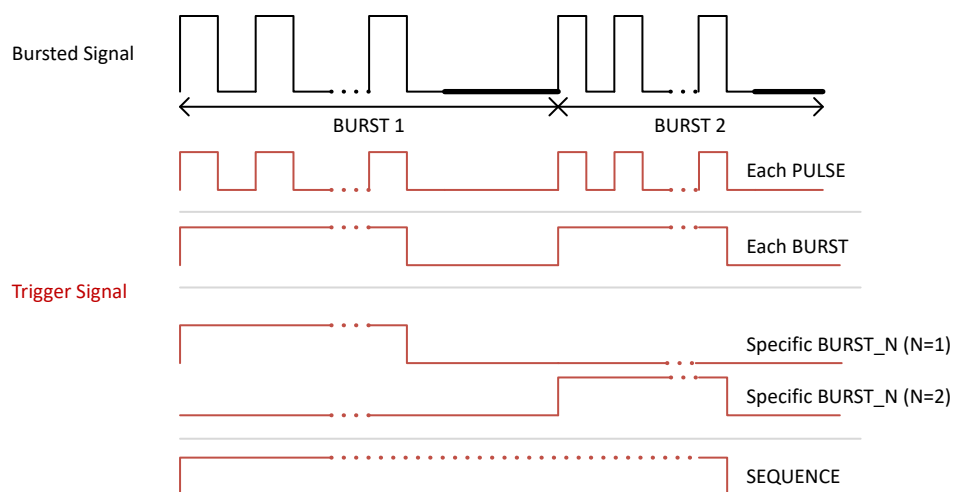 Bursted Signal
BURST 1
BURST 2
Each PULSE
Each BURST
Trigger Signal
Specific BURST_N (N=1)
Specific BURST_N (N=2)
SEQUENCE